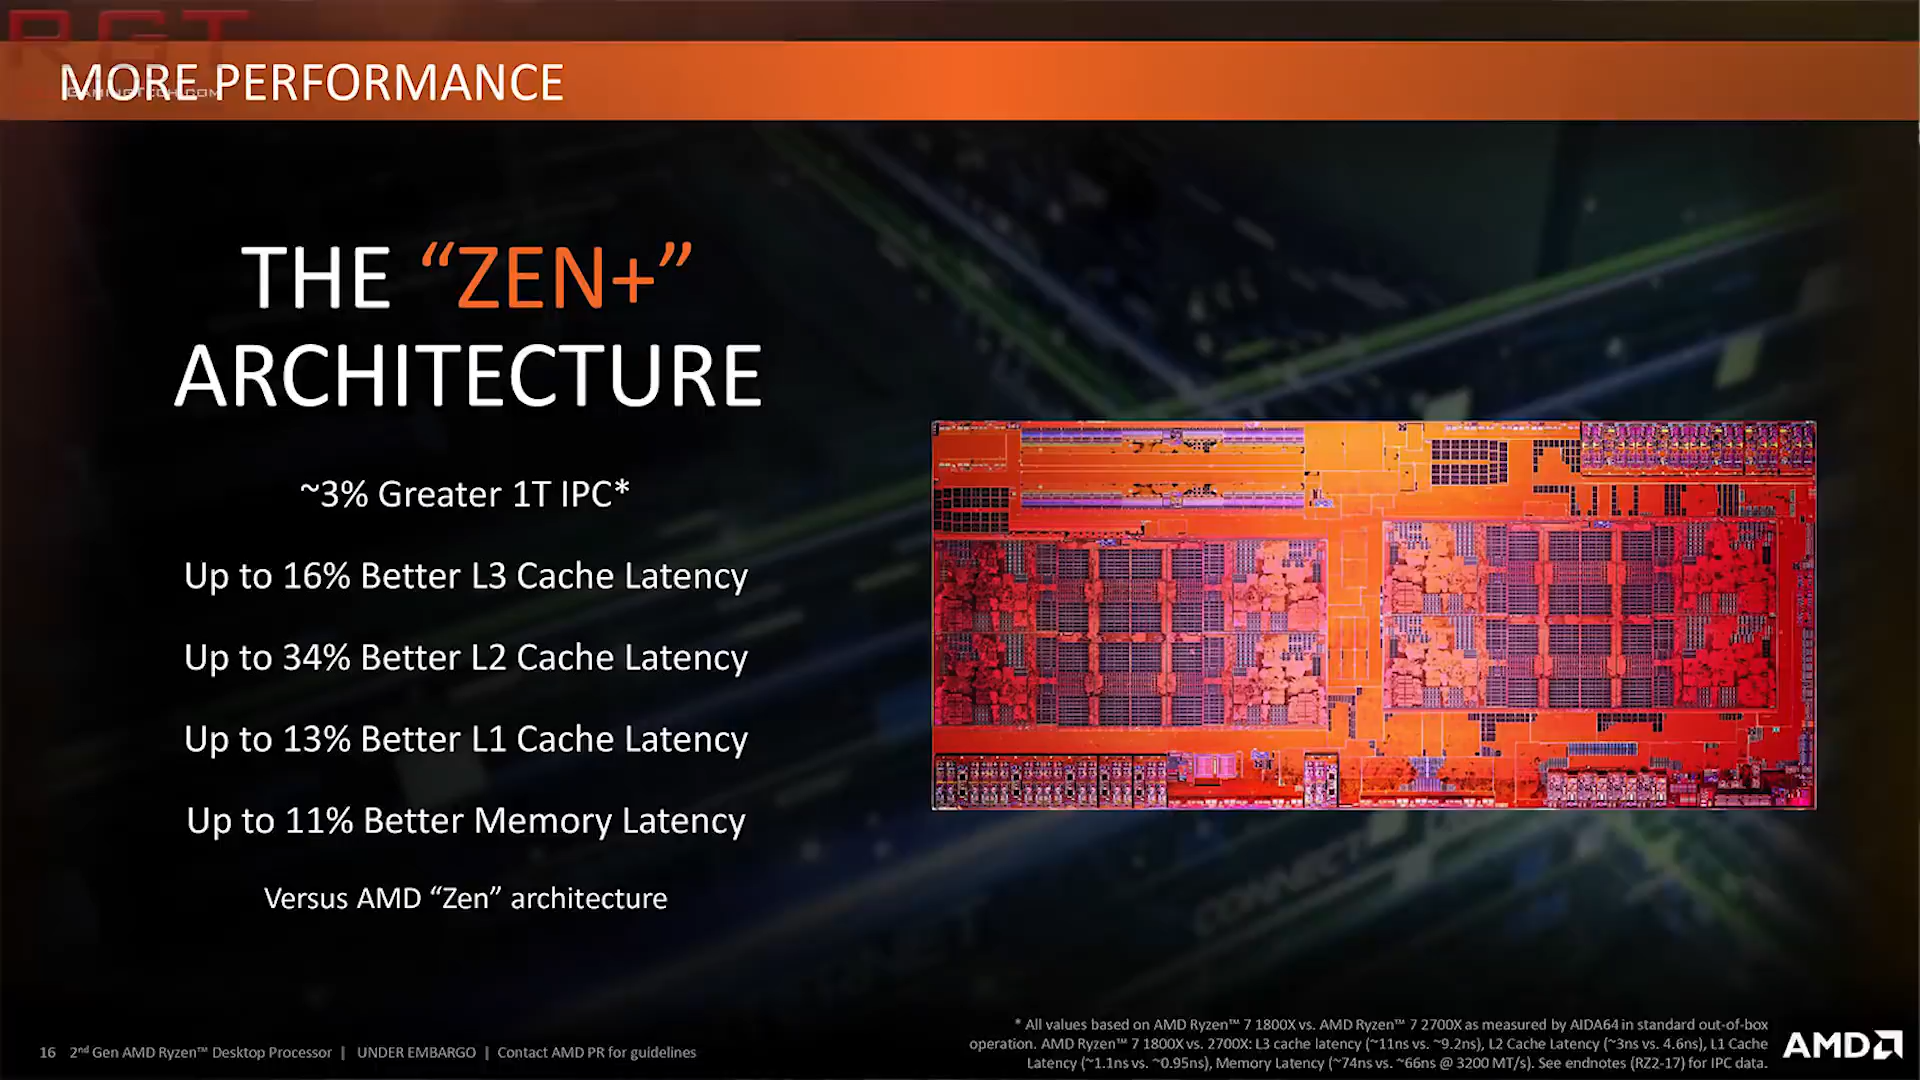 RGT
GAMINGTECH.COM
MORE PERFORMANCE
THE “ZEN+”
ARCHITECTURE
~3% Greater 1T IPC*
Up to 16% Better L3 Cache Latency
Up to 34% Better L2 Cache Latency
Up to 13% Better L1 Cache Latency
Up to 11% Better Memory Latency
Versus AMD “Zen” architecture
CONNECT
* All values based on AMD Ryzen™ 7 1800X vs. AMD Ryzen™ 7 2700X as measured by AIDA64 in standard out-of-box
operation. AMD Ryzen™ 7 1800X vs. 2700X: L3 cache latency (~11ns vs. ~9.2ns), L2 Cache Latency (~3ns vs. 4.6ns), L1 Cache
Latency (~1.1ns vs. ~0.95ns), Memory Latency (~74ns vs. ~66ns @ 3200 MT/s). See endnotes (RZ2-17) for IPC data.
16 2nd Gen AMD Ryzen™ Desktop Processor | UNDER EMBARGO | Contact AMD PR for guidelines
AMD